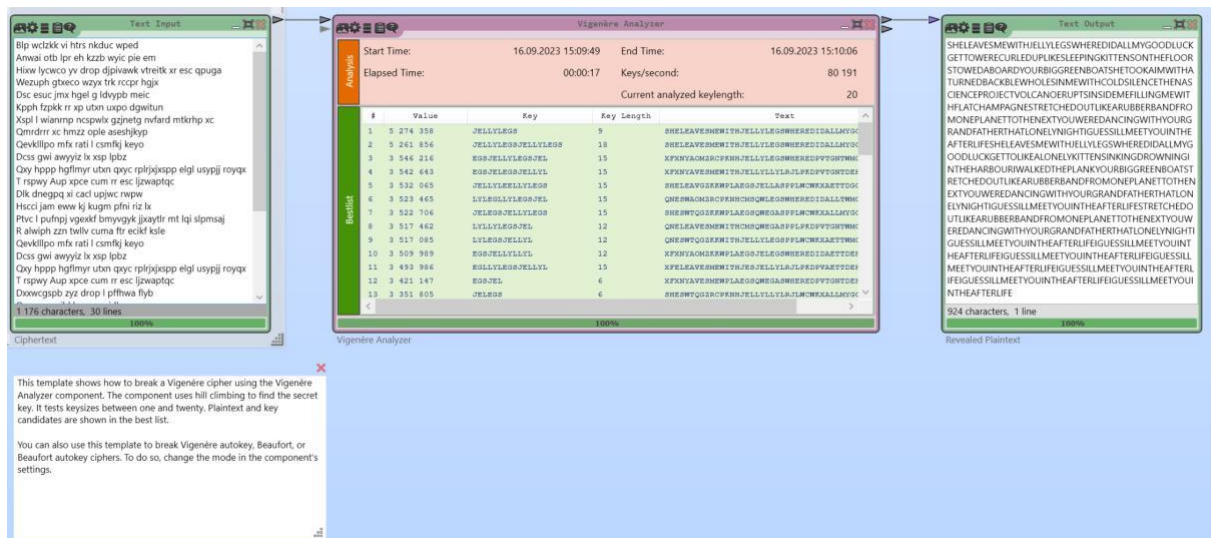 Text Input
Blp wclzkk vi htrs nkduc wped
Anwai otb lpr eh kzzb wyic pie em
Hixw lycwco yv drop djpivawk vtreitk xr esc qpuga
Wezuph gtxeco wzyx trk rccpr hgjx
Dsc esuc jmx hgel g ldvypb meic
Kpph fzpkk rr xp utxn uxpo dgwitun
Xspl l wianrnp ncspwlx gzjnetg nvfard mtkrhp xc
Qmrdrrr xc hmzz ople aseshjkyp
Qevklllpo mfx rati l csmfkj keyo
Dcss gwi awyyiz lx xsp lpbz
Qxy hppp hgflmyr utxn qxyc rplrjxjxspp elgl usypjj royqx
T rspwy Aup xpce cum rr esc ljzwaptqc
Dlk dnegpq xi cacl upjwc rwpw
Hscci jam eww kj kugm pfni riz lx
Ptvc l pufnpj vgexkf bmyvgyk jjxaytlr mt lqi slpmsaj
R alwiph zzn twllv cuma ftr ecikf ksle
Qevklllpo mfx rati l csmfkj keyo
Dcss gwi awyyiz lx xsp lpbz
Qxy hppp hgflmyr utxn qxyc rplrjxjxspp elgl usypjj royqx
T rspwy Aup xpce cum rr esc ljzwaptqc
Dxxwcgspb zyz drop l pffhwa flyb
1 176 characters, 30 lines
100%
Ciphertext
Vigenère Analyzer
Analysis
Start Time: 16.09.2023 15:09:49 End Time: 16.09.2023 15:10:06
Elapsed Time: 00:00:17 Keys/second: 80 191
Current analyzed keylength: 20
Bestlist
# Value Key Key Length Text
1 5 274 358 JELLYLEGS 9 SHELEAVESMEWITHJELLYLEGSWHEREDIDALLMYGO
2 5 261 856 JELLYLEGSJELLYLEGS 18 SHELEAVESMEWITHJELLYLEGSWHEREDIDALLMYGO
3 3 546 216 EGSJELLYLEGSJEL 15
4 3 542 643 EGSJELEGSJELLYL 15
5 3 532 065 JELLYLEJELLYLEGS 15
6 3 523 465 LYLEGSLLYLEGSJEL 15
7 3 522 706 JELEGSJELLYLEGS 15
8 3 517 462 LYLLYLEGSJEL 12
9 3 517 085 LYLEGSJELLYL 12
10 3 509 989 EGSJELLYLLYL 12
11 3 493 986 EGLLYLEGSJELLYL 15
12 3 421 147 EGSJEL 6
13 3 351 805 JELEGS 6
100%
Vigenère Analyzer
Text Output
SHELEAVESMEWITHJELLYLEGSWHEREDIDALLMYGOODLUCK
GETTOWERECURLEDUPLIKESLEEPINGKITTENSONTHEFLOOR
STOWEDABOARDYOURBIGGREENBOATSHETOOKAIMWITHA
TURNEDBACKBLEWHOLESINMEWITHCOLDSILENCETHENAS
CIENCEPROJECTVOLCANOERUPTSINSIDEMEFILLINGMEWIT
HFLATCHAMPAGNESTRETCHEDOUTLIKEARUBBERBANDFRO
MONEPLANETTOTHENEXTYOUWEREDANCINGWITHYOURG
RANDFATHERTHATLONELYNIGHTIGUESSILLMEETYOUINTHE
AFTERLIFESHELEAVESMEWITHJELLYLEGSWHEREDIDALLMYG
OODLUCKGETTOLIKEALONELYKITTENSINKINGDROWNINGI
NTHEHARBOURIWALKEDTHEPLANKYOURBIGGREENBOATST
RETCHEDOUTLIKEARUBBERBANDFROMONEPLANETTOTHEN
EXTYOUWEREDANCINGWITHYOURGRANDFATHERTHATLON
ELYNIGHTIGUESSILLMEETYOUINTHEAFTERLIFESTRETCHEDO
UTLIKEARUBBERBANDFROMONEPLANETTOTHENEXTYOUW
EREDANCINGWITHYOURGRANDFATHERTHATLONELYNIGHTI
GUESSILLMEETYOUINTHEAFTERLIFEIGUESSILLMEETYOUINT
HEAFTERLIFEIGUESSILLMEETYOUINTHEAFTERLIFEIGUESSILL
MEETYOUINTHEAFTERLIFEIGUESSILLMEETYOUINTHEAFTERL
IFEIGUESSILLMEETYOUINTHEAFTERLIFEIGUESSILLMEETYOUI
NTHEAFTERLIFE
924 characters, 1 line
100%
Revealed Plaintext
This template shows how to break a Vigenère cipher using the Vigenère
Analyzer component. The component uses hill climbing to find the secret
key. It tests keysizes between one and twenty. Plaintext and key
candidates are shown in the best list.
You can also use this template to break Vigenère autokey, Beaufort, or
Beaufort autokey ciphers. To do so, change the mode in the component's
settings.